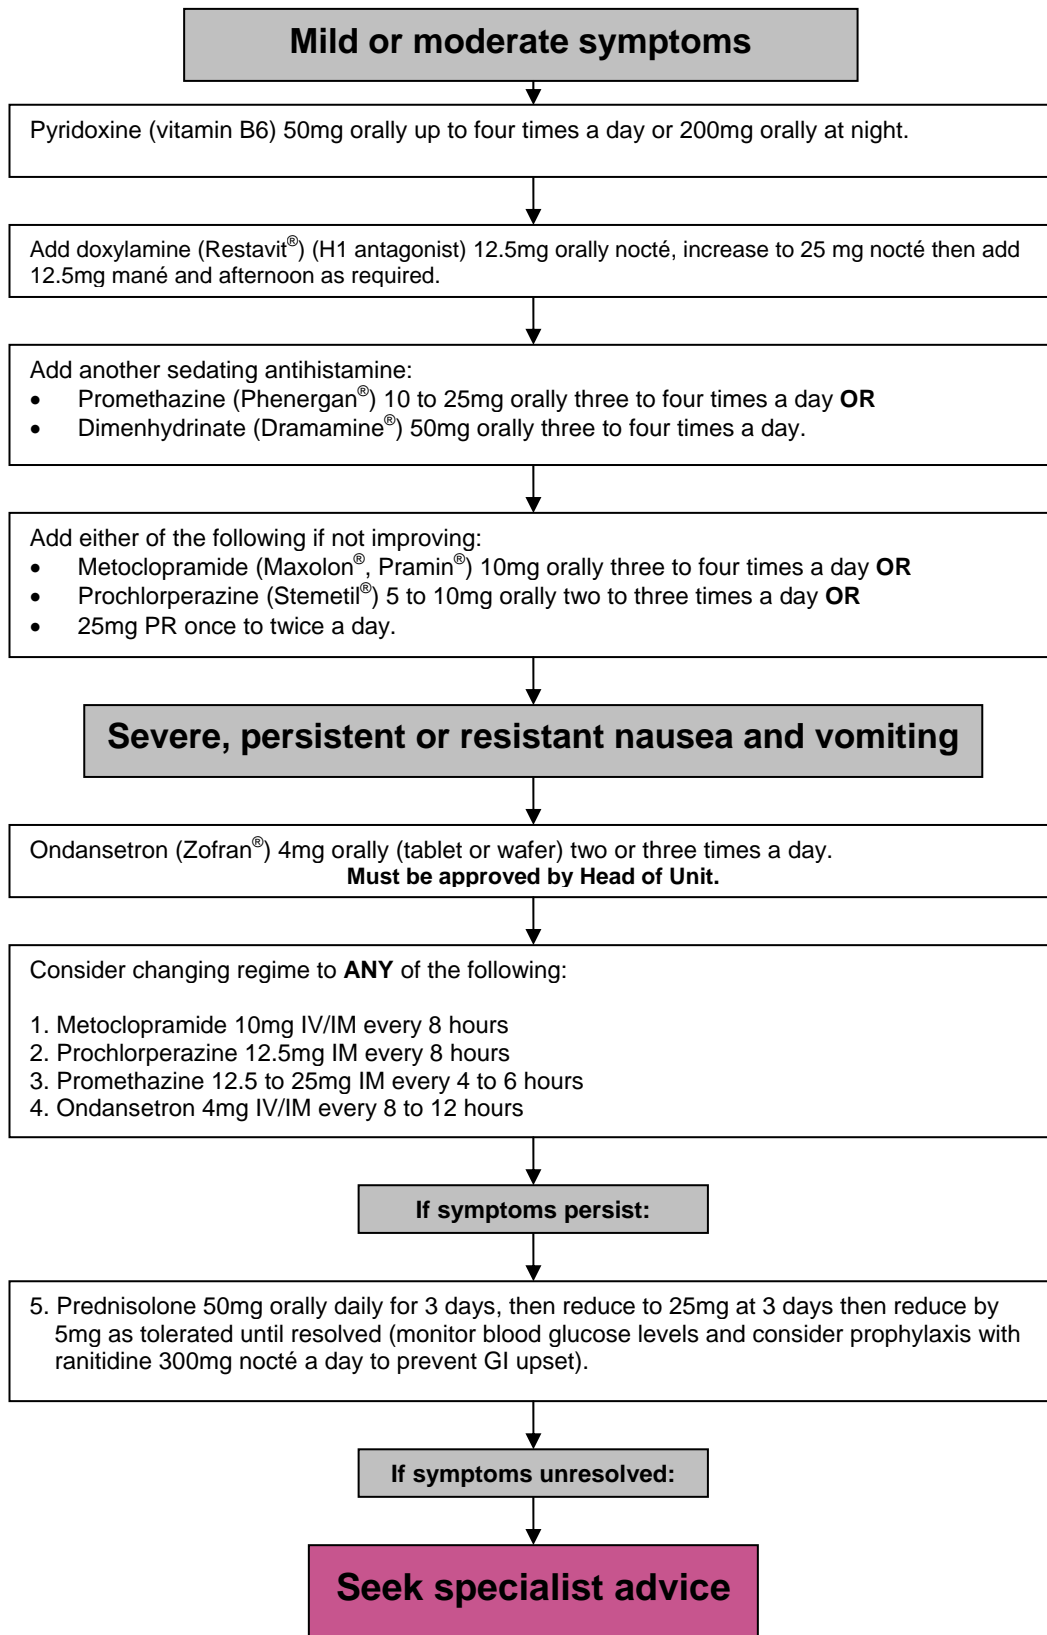 Mild or moderate symptoms
Pyridoxine (vitamin B6) 50mg orally up to four times a day or 200mg orally at night.
Add doxylamine (Restavit®) (H1 antagonist) 12.5mg orally nocté, increase to 25 mg nocté then add
12.5mg mané and afternoon as required.
Add another sedating antihistamine:
• Promethazine (Phenergan®) 10 to 25mg orally three to four times a day OR
• Dimenhydrinate (Dramamine®) 50mg orally three to four times a day.
Add either of the following if not improving:
• Metoclopramide (Maxolon®, Pramin®) 10mg orally three to four times a day OR
• Prochlorperazine (Stemetil®) 5 to 10mg orally two to three times a day OR
• 25mg PR once to twice a day.
Severe, persistent or resistant nausea and vomiting
Ondansetron (Zofran®) 4mg orally (tablet or wafer) two or three times a day.
Must be approved by Head of Unit.
Consider changing regime to ANY of the following:
1. Metoclopramide 10mg IV/IM every 8 hours
2. Prochlorperazine 12.5mg IM every 8 hours
3. Promethazine 12.5 to 25mg IM every 4 to 6 hours
4. Ondansetron 4mg IV/IM every 8 to 12 hours
If symptoms persist:
5. Prednisolone 50mg orally daily for 3 days, then reduce to 25mg at 3 days then reduce by
5mg as tolerated until resolved (monitor blood glucose levels and consider prophylaxis with
ranitidine 300mg nocté a day to prevent GI upset).
If symptoms unresolved:
Seek specialist advice